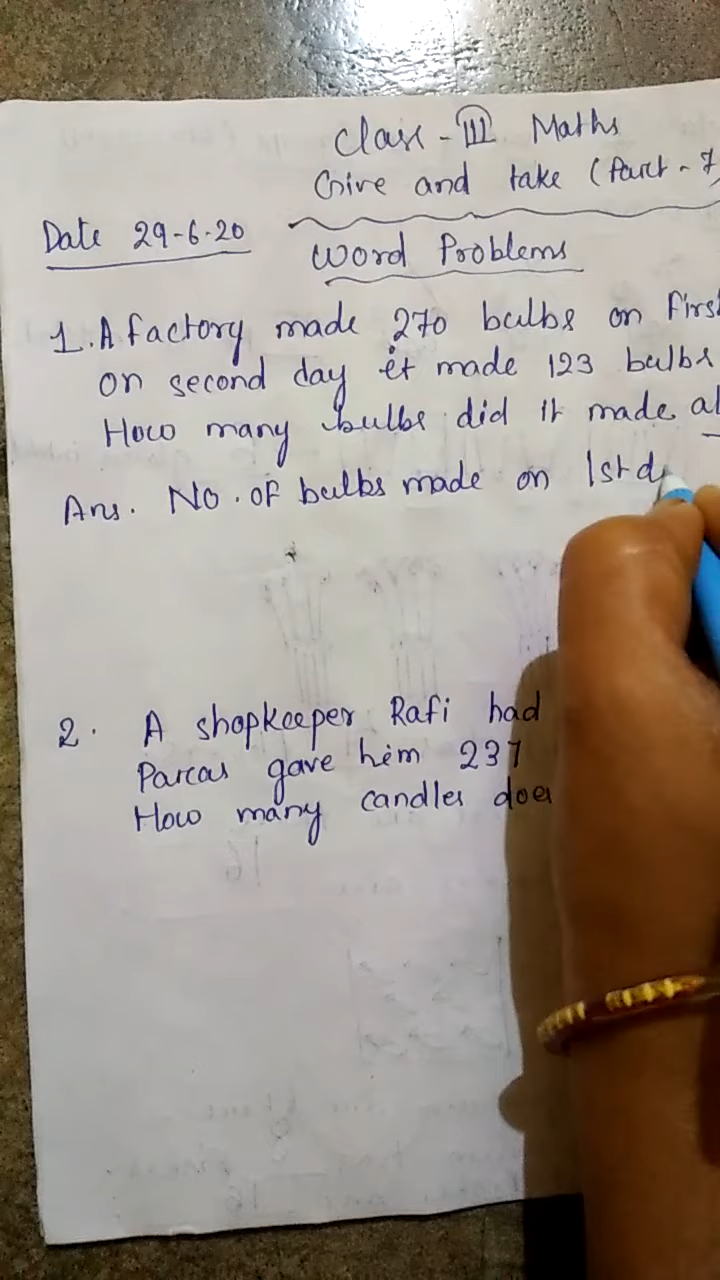 Class - III Maths
Give and take (Part - 7
Date 29-6-20
Word Problems
1. A factory made 270 bulbs on First
on second day it made 123 bulbs
How many bulbs did it made al
Ans. No. of bulbs made on 1st d
2. A shopkeeper Rafi had
Paras gave him 237
How many candles does